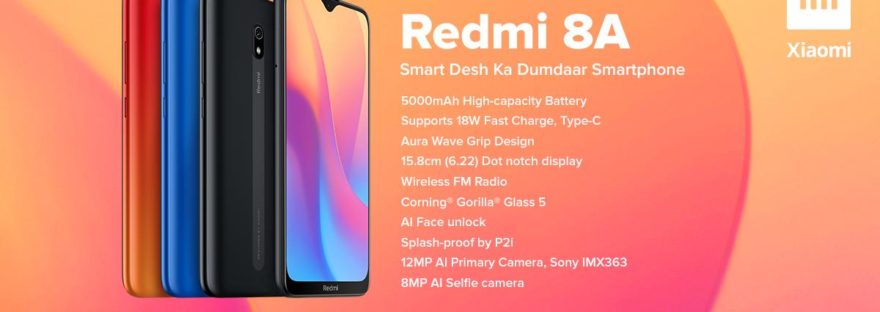 Redmi 8A
Xiaomi
Smart Desh Ka Dumdaar Smartphone
5000mAh High-capacity Battery
Supports 18W Fast Charge, Type-C
Aura Wave Grip Design
15.8cm (6.22) Dot notch display
Wireless FM Radio
Corning® Gorilla® Glass 5
AI Face unlock
Splash-proof by P2i
12MP AI Primary Camera, Sony IMX363
8MP AI Selfie camera
Redmi
Redmi